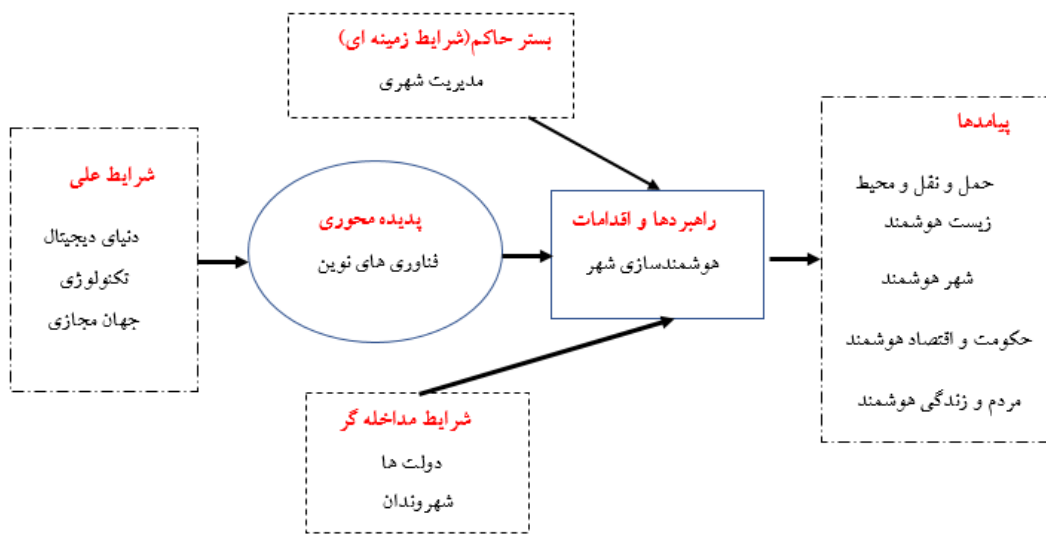 بستر حاکم(شرایط زمینه ای)
مدیریت شهری
شرایط علی
دنیای دیجیتال
تکنولوژی
جهان مجازی
پدیده محوری
فناوری های نوین
راهبردها و اقدامات
هوشمندسازی شهر
شرایط مداخله گر
دولت ها
شهروندان
پیامدها
حمل و نقل و محیط
زیست هوشمند
شهر هوشمند
حکومت و اقتصاد هوشمند
مردم و زندگی هوشمند